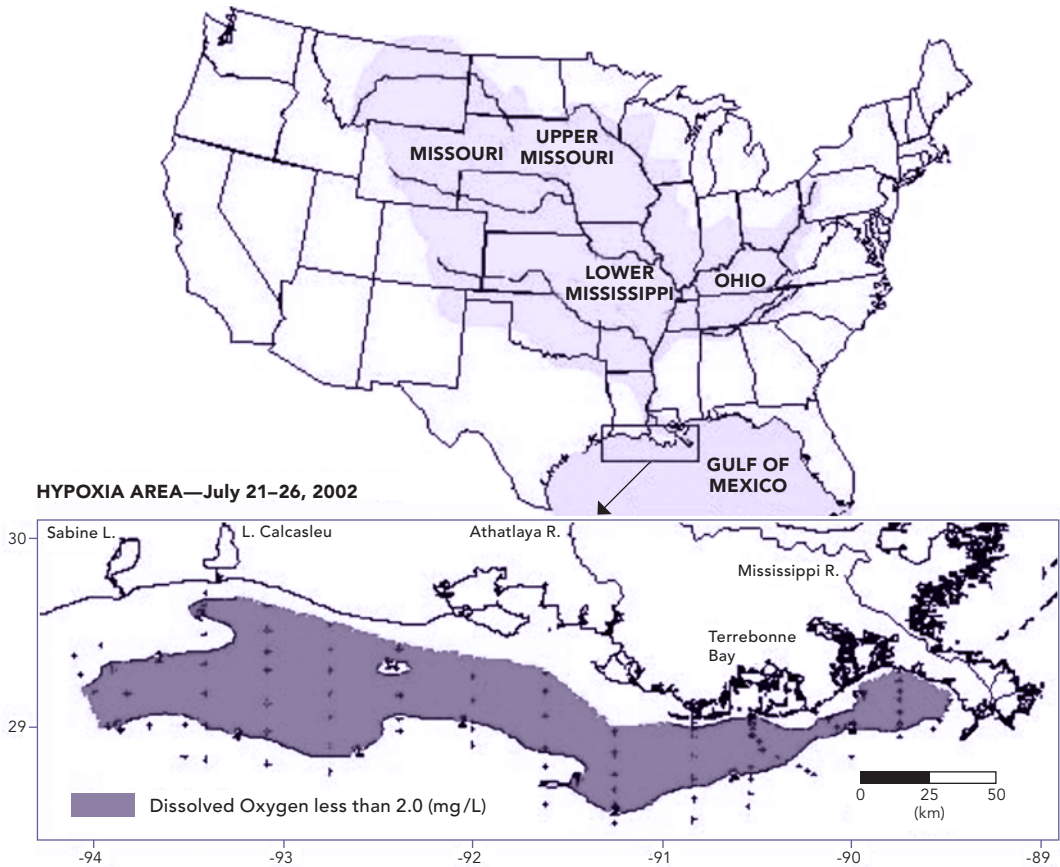 MISSOURI
UPPER
MISSOURI
LOWER
MISSISSIPPI
OHIO
GULF OF
MEXICO
HYPOXIA AREA—July 21–26, 2002
30
Sabine L.
L. Calcasleu
Athatlaya R.
Mississippi R.
Terrebonne
Bay
29
Dissolved Oxygen less than 2.0 (mg/L)
0 25 50
(km)
-94 -93 -92 -91 -90 -89